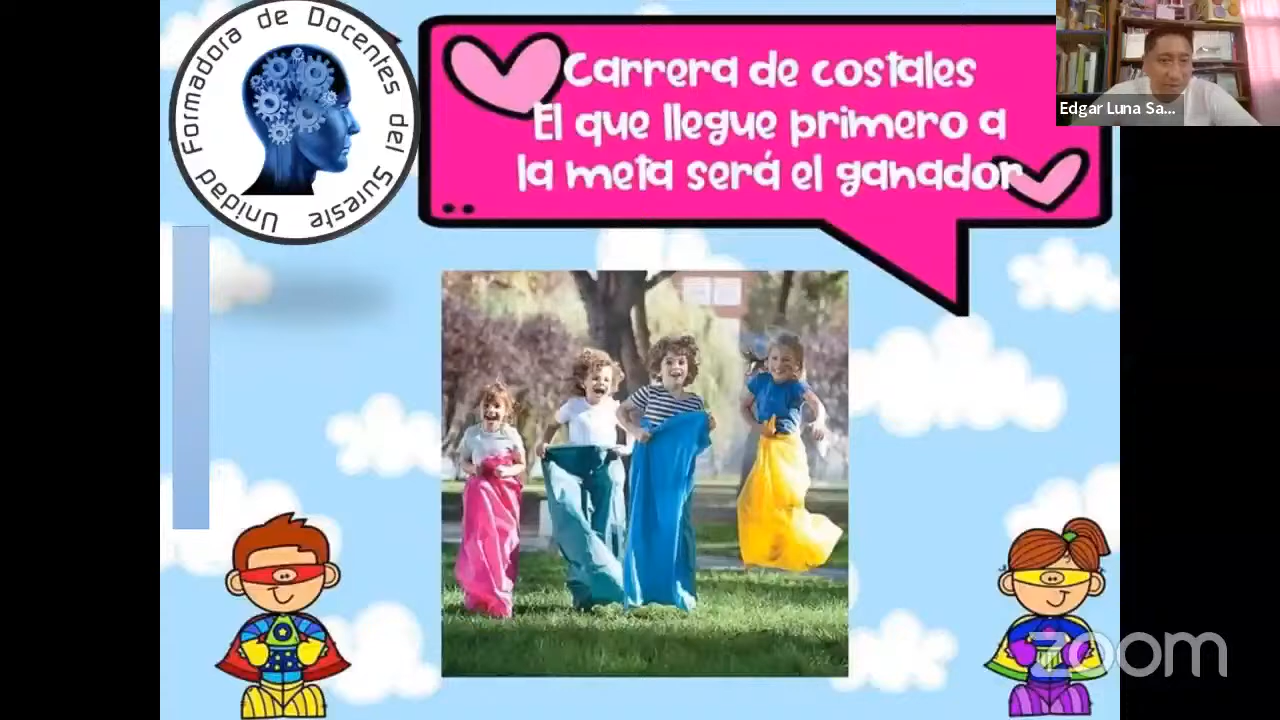 Unidad Formadora de Docentes del Sureste
Carrera de costales
El que llegue primero a
la meta será el ganador
Edgar Luna Sa...
zoom